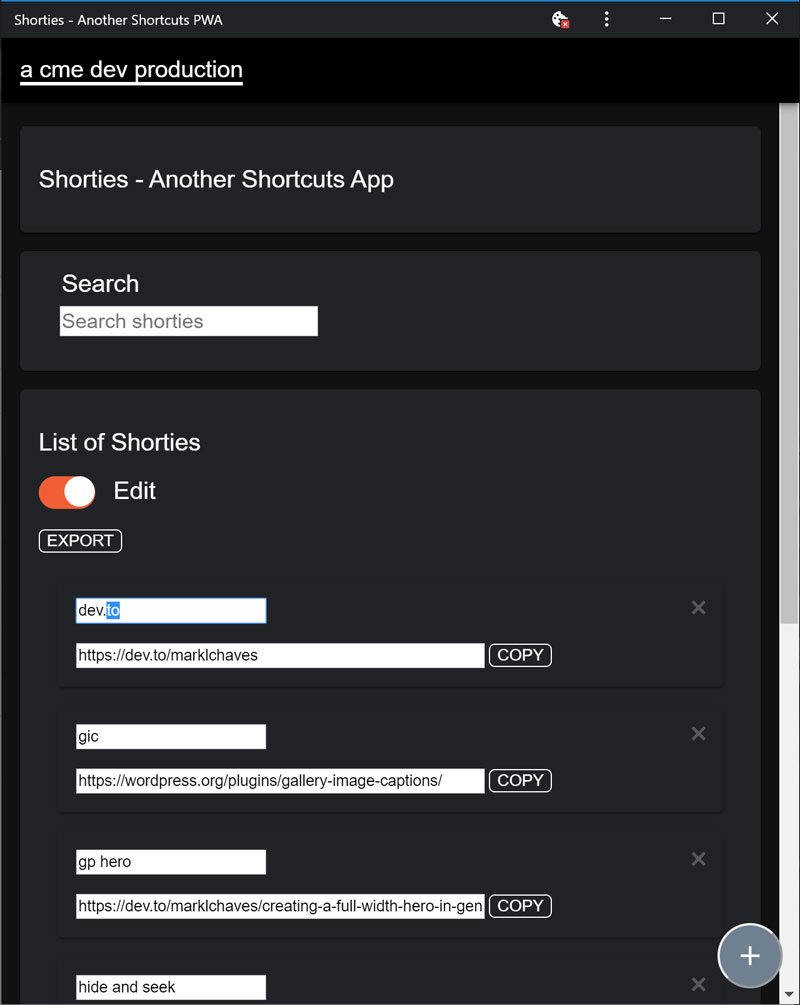 Shorties - Another Shortcuts PWA
a cme dev production
Shorties - Another Shortcuts App
Search
Search shorties
List of Shorties
Edit
EXPORT
dev.to
https://dev.to/marklchaves COPY
gic
https://wordpress.org/plugins/gallery-image-captions/ COPY
gp hero
https://dev.to/marklchaves/creating-a-full-width-hero-in-gen COPY
hide and seek